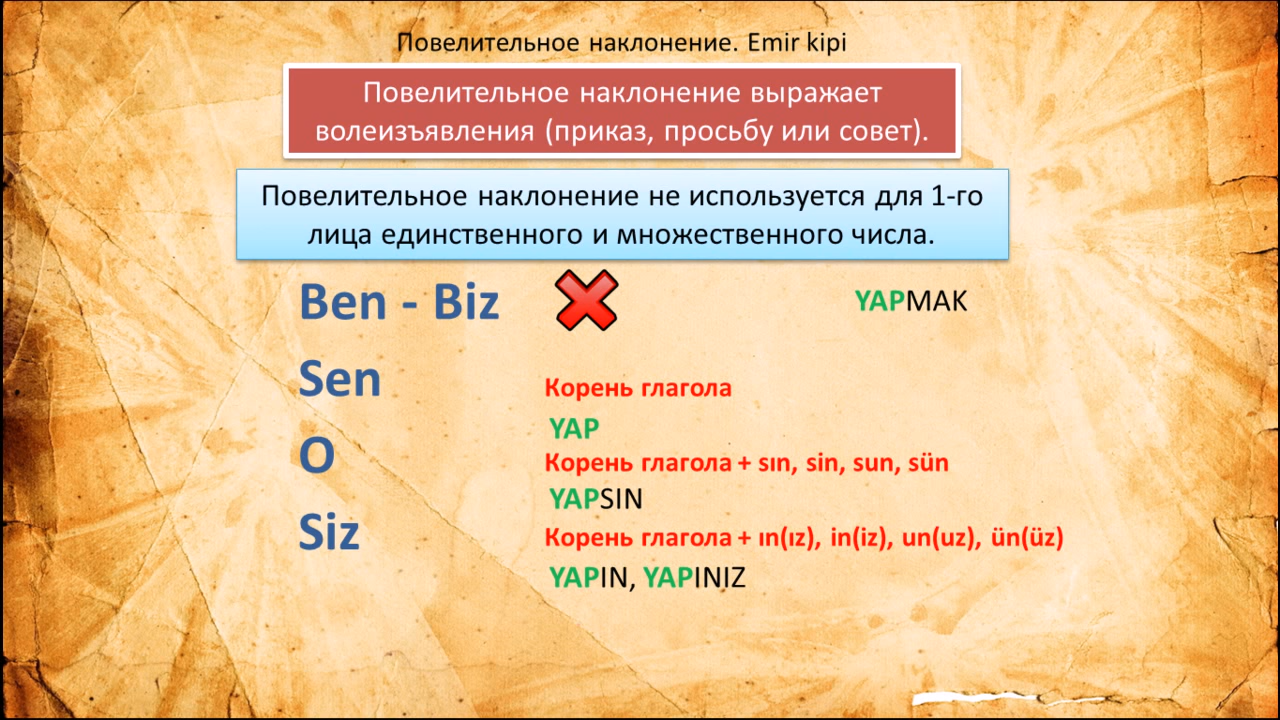 Повелительное наклонение. Emir kipi
Повелительное наклонение выражает
волеизъявления (приказ, просьбу или совет).
Повелительное наклонение не используется для 1-го
лица единственного и множественного числа.
Ben - Biz YAPMAK
Sen Корень глагола
YAP
O Корень глагола + sın, sin, sun, sün
YAPSIN
Siz Корень глагола + ın(ız), in(iz), un(uz), ün(üz)
YAPIN, YAPINIZ